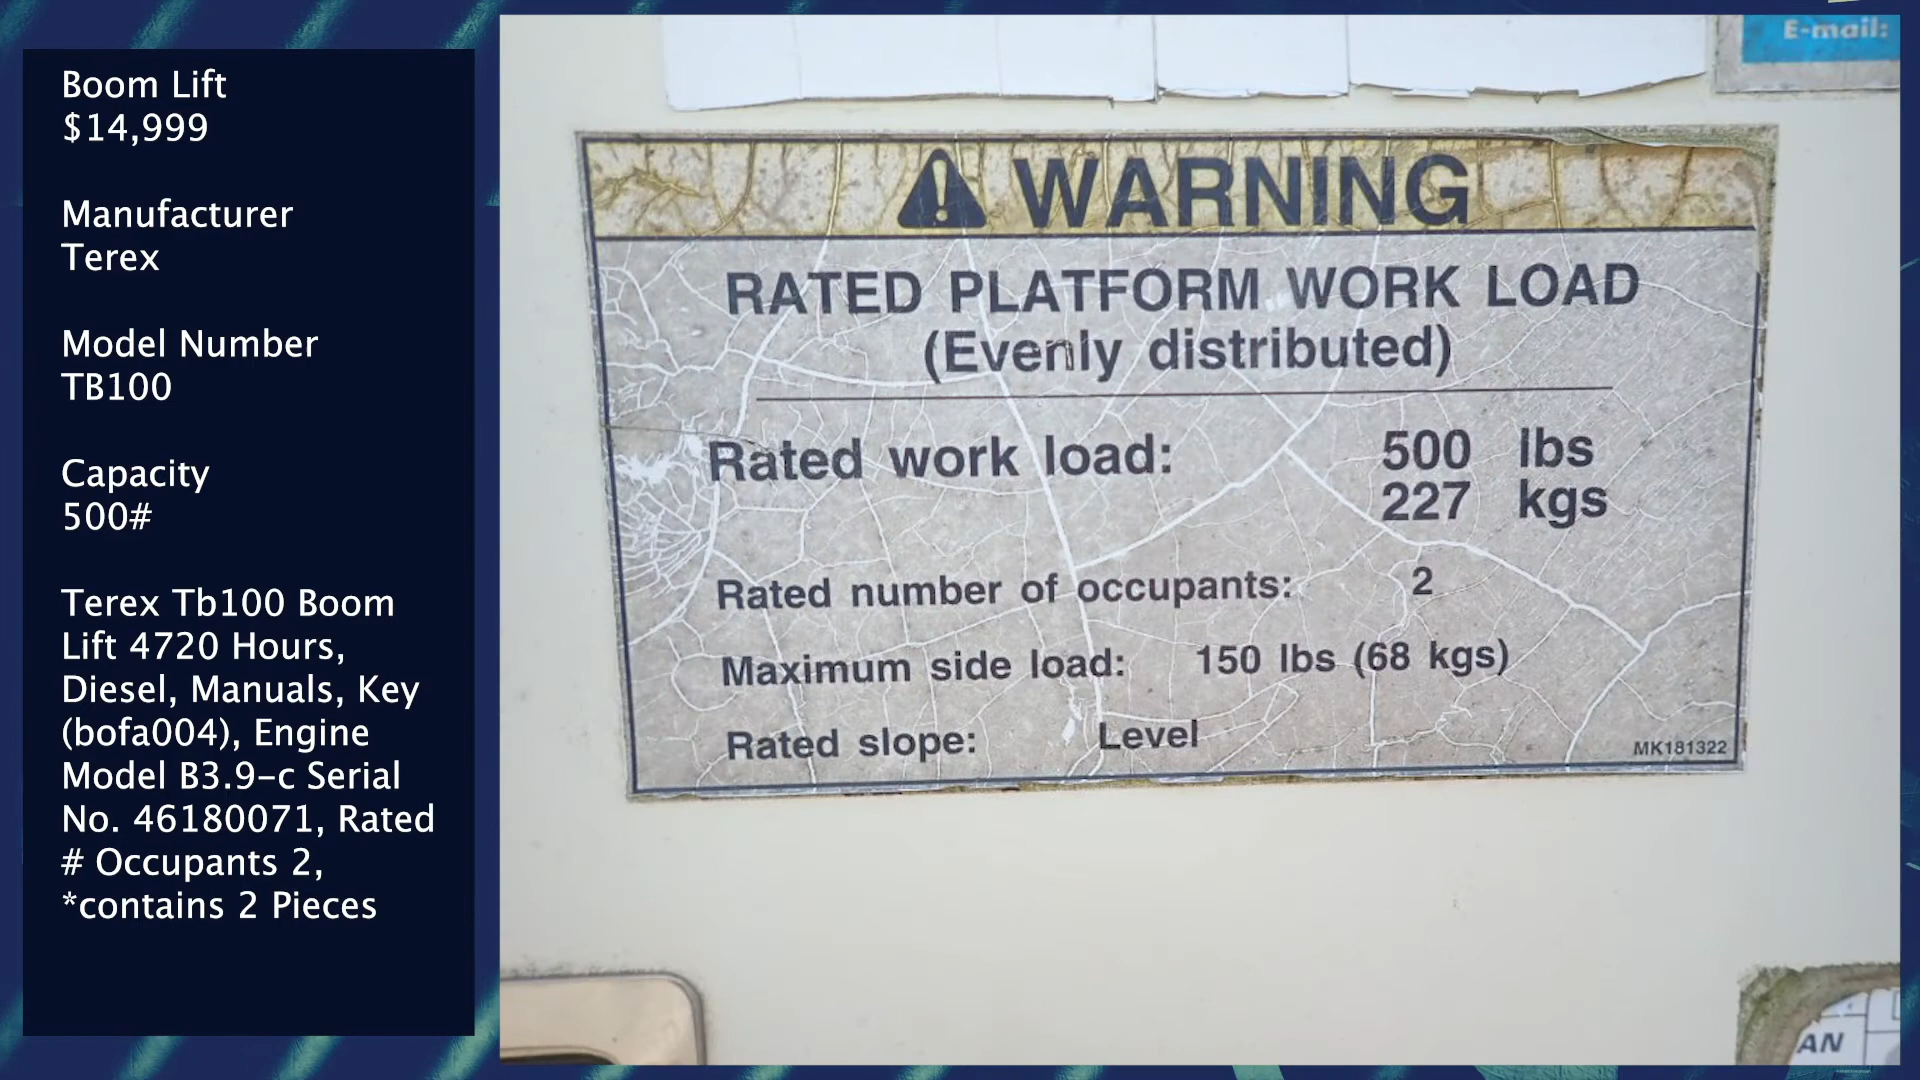 Boom Lift
$14,999
Manufacturer
Terex
Model Number
TB100
Capacity
500#
Terex Tb100 Boom
Lift 4720 Hours,
Diesel, Manuals, Key
(bofa004), Engine
Model B3.9-c Serial
No. 46180071, Rated
# Occupants 2,
*contains 2 Pieces
E-mail:
WARNING
RATED PLATFORM WORK LOAD
(Evenly distributed)
Rated work load: 500 lbs
227 kgs
Rated number of occupants: 2
Maximum side load: 150 lbs (68 kgs)
Rated slope: Level
MK181322
AN